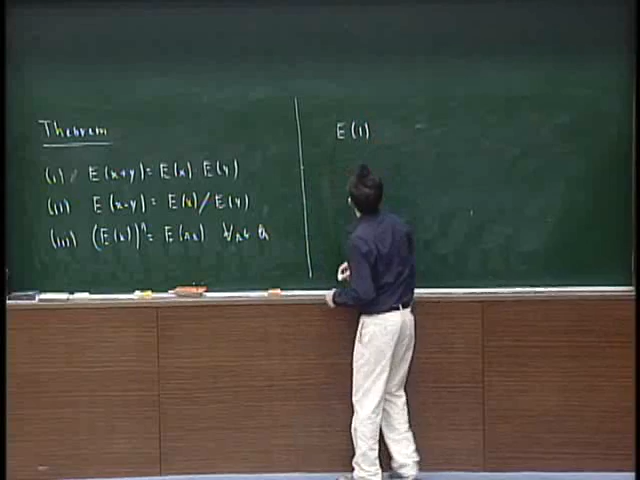 Theorem
(i) E(x+y) = E(x) E(y)
(ii) E(x-y) = E(x)/E(y)
(iii) (E(x))ⁿ = E(nx) ∀n∈
E(1)